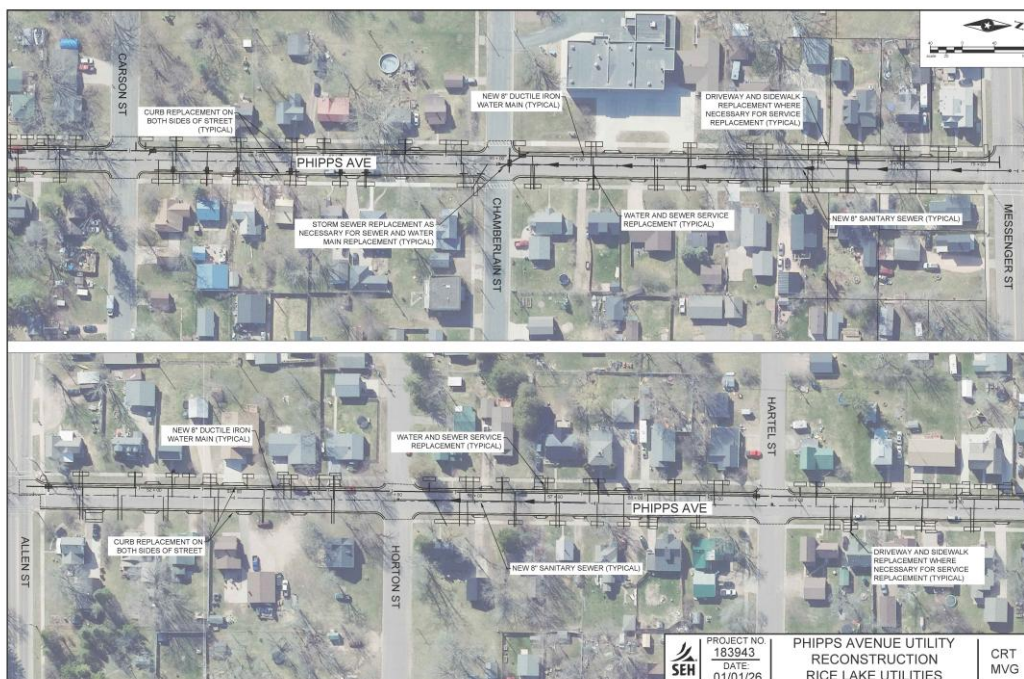 CARSON ST
CURB REPLACEMENT ON
BOTH SIDES OF STREET
(TYPICAL)
NEW 8" DUCTILE IRON
WATER MAIN (TYPICAL)
DRIVEWAY AND SIDEWALK
REPLACEMENT WHERE
NECESSARY FOR SERVICE
REPLACEMENT (TYPICAL)
PHIPPS AVE
STORM SEWER REPLACEMENT AS
NECESSARY FOR SEWER AND WATER
MAIN REPLACEMENT (TYPICAL)
CHAMBERLAIN ST
WATER AND SEWER SERVICE
REPLACEMENT (TYPICAL)
NEW 8" SANITARY SEWER (TYPICAL)
MESSENGER ST
NEW 8" DUCTILE IRON
WATER MAIN (TYPICAL)
WATER AND SEWER SERVICE
REPLACEMENT (TYPICAL)
HARTEL ST
PHIPPS AVE
ALLEN ST
CURB REPLACEMENT ON
BOTH SIDES OF STREET
HORTON ST
NEW 8" SANITARY SEWER (TYPICAL)
DRIVEWAY AND SIDEWALK
REPLACEMENT WHERE
NECESSARY FOR SERVICE
REPLACEMENT (TYPICAL)
SEH
PROJECT NO.
183943
DATE:
01/01/26
PHIPPS AVENUE UTILITY
RECONSTRUCTION
RICE LAKE UTILITIES
CRT
MVG